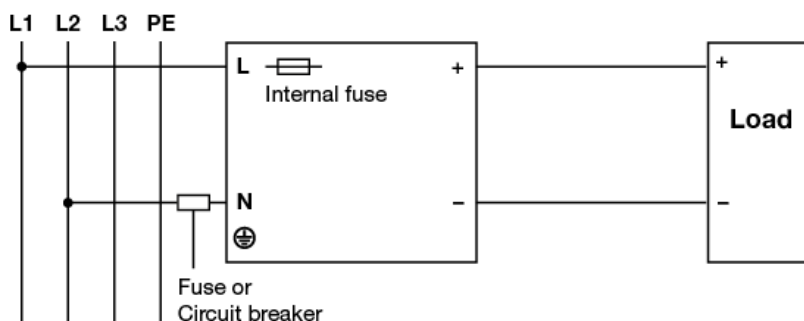 L1 L2 L3 PE
L
+
+
Internal fuse
Load
N
−
−
Fuse or
Circuit breaker